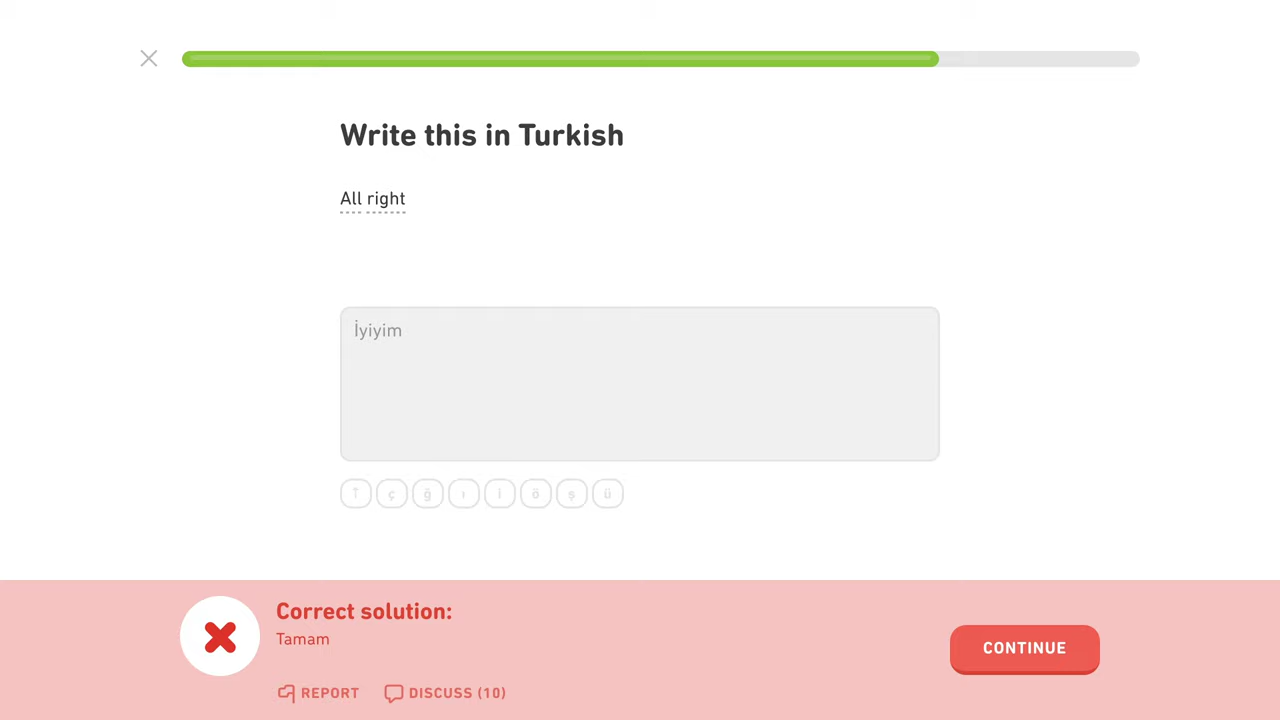 Write this in Turkish
All right
İyiyim
↑ ç ğ ı i ö ş ü
Correct solution:
Tamam
CONTINUE
REPORT DISCUSS (10)